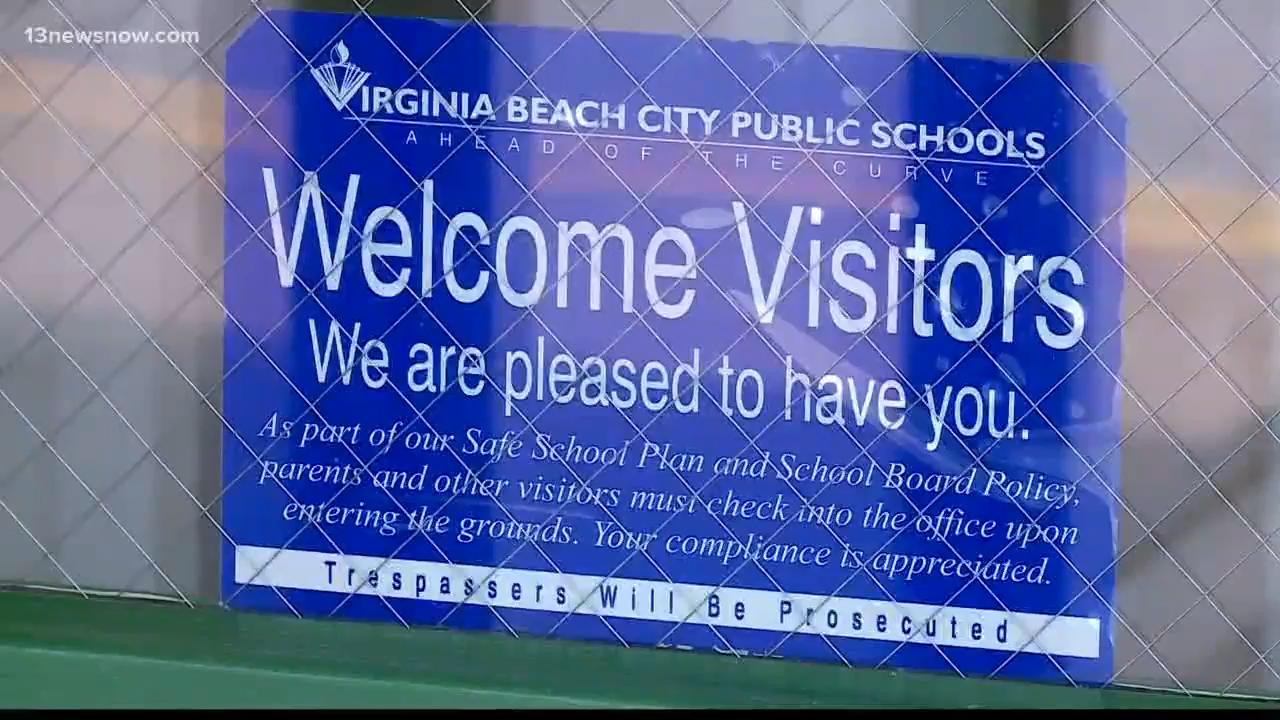 13newsnow.com
VIRGINIA BEACH CITY PUBLIC SCHOOLS
AHEAD OF THE CURVE
Welcome Visitors
We are pleased to have you.
As part of our Safe School Plan and School Board Policy,
parents and other visitors must check into the office upon
entering the grounds. Your compliance is appreciated.
Trespassers Will Be Prosecuted